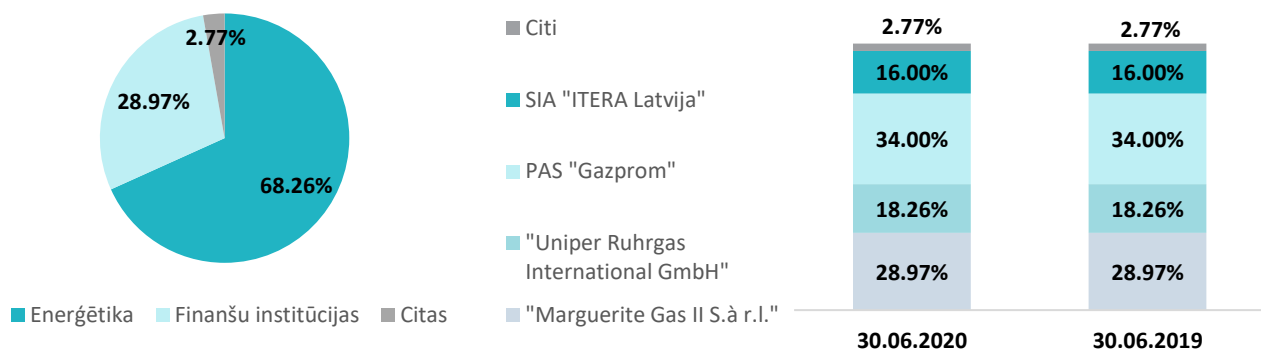 2.77%
28.97%
68.26%
Enerģētika
Finanšu institūcijas
Citas
Citi
SIA "ITERA Latvija"
PAS "Gazprom"
"Uniper Ruhrgas
International GmbH"
"Marguerite Gas II S.à r.l."
2.77%
2.77%
16.00%
16.00%
34.00%
34.00%
18.26%
18.26%
28.97%
28.97%
30.06.2020
30.06.2019